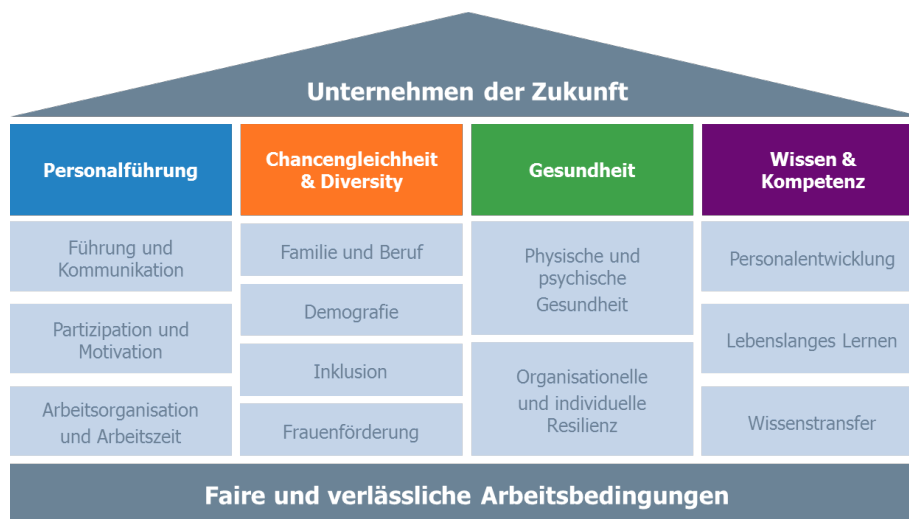 Unternehmen der Zukunft
Personalführung
Chancengleichheit
& Diversity
Gesundheit
Wissen &
Kompetenz
Führung und
Kommunikation
Partizipation und
Motivation
Arbeitsorganisation
und Arbeitszeit
Familie und Beruf
Demografie
Inklusion
Frauenförderung
Physische und
psychische
Gesundheit
Organisationelle
und individuelle
Resilienz
Personalentwicklung
Lebenslanges Lernen
Wissenstransfer
Faire und verlässliche Arbeitsbedingungen